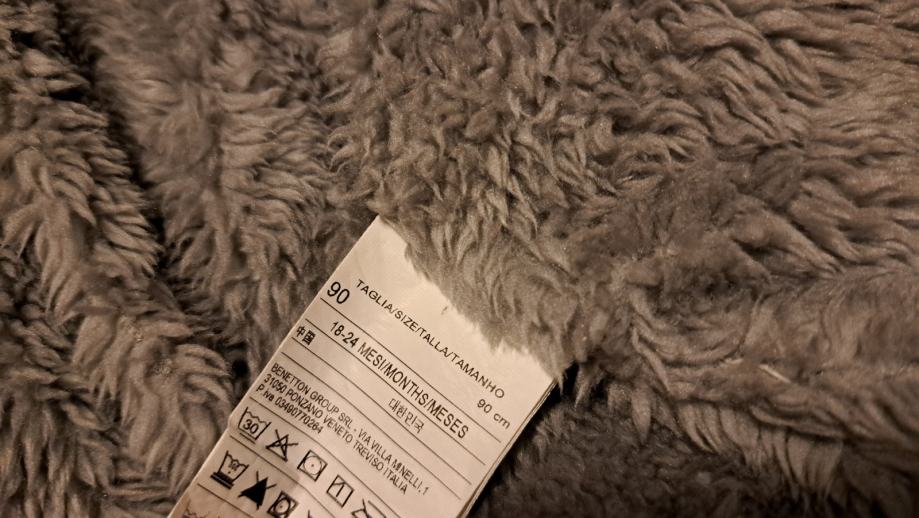 TAGLIA/SIZE/TALLA/TAMANHO
90 90 cm
18-24 MESI/MONTHS/MESES
中国 대한민국
BENETTON GROUP SRL - VIA VILLA MINELLI,1
31050 PONZANO VENETO TREVISO ITALIA
P.iva 03490770264
30